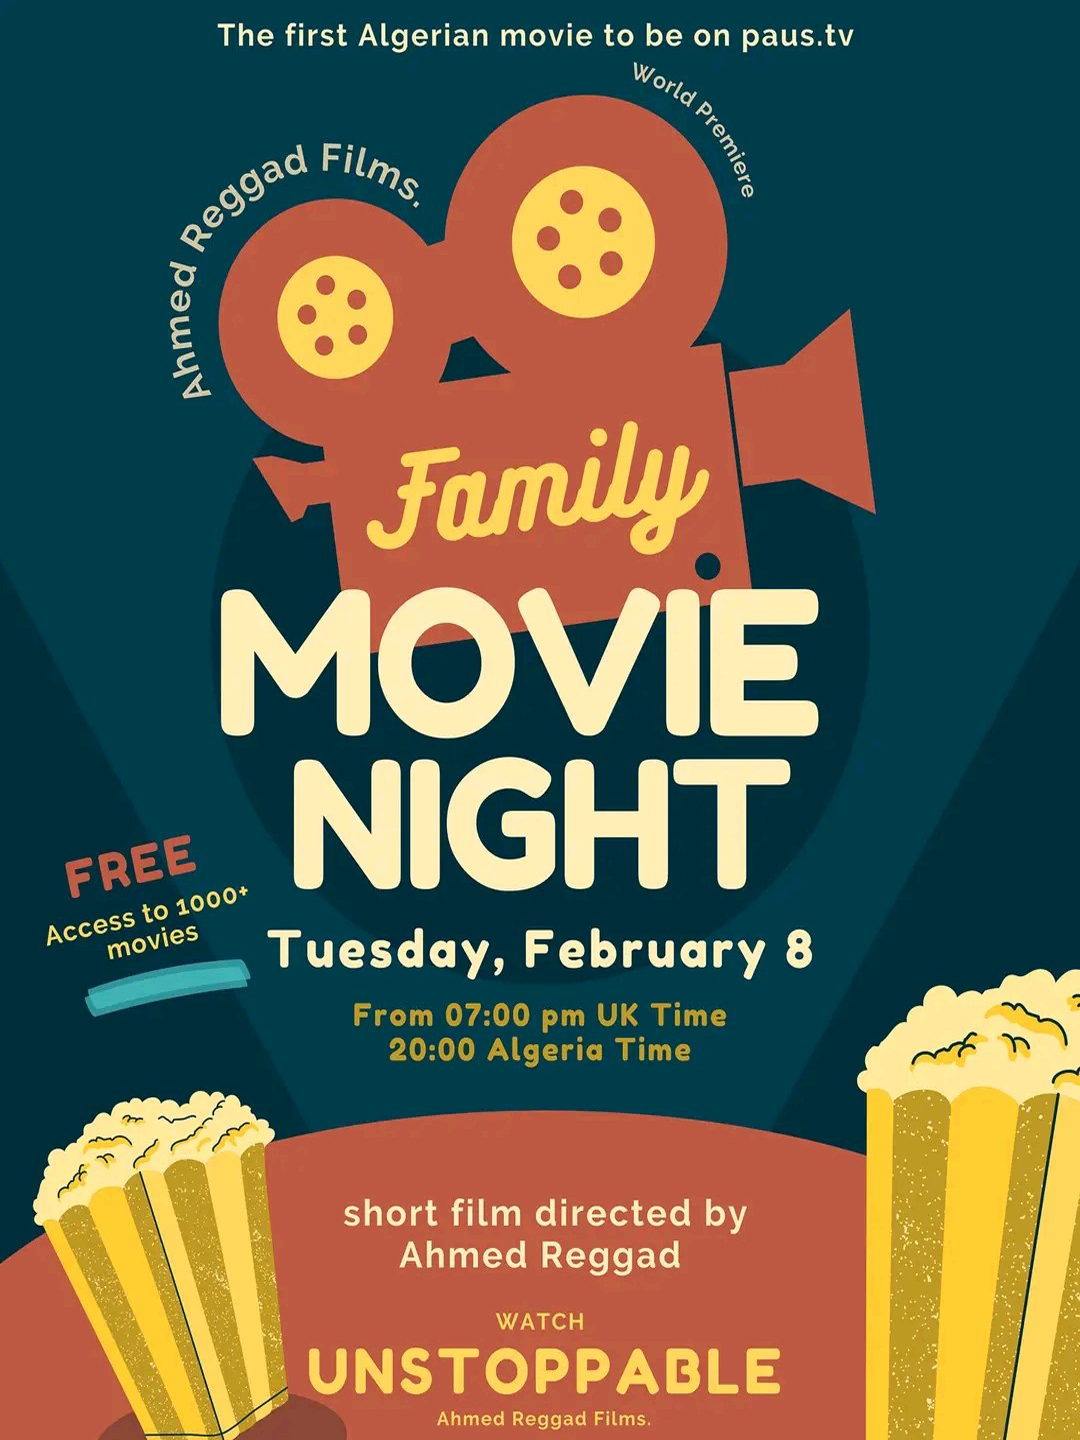 The first Algerian movie to be on paus.tv
World Premiere
Ahmed Reggad Films.
Family
MOVIE
NIGHT
FREE
Access to 1000+
movies
Tuesday, February 8
From 07:00 pm UK Time
20:00 Algeria Time
short film directed by
Ahmed Reggad
WATCH
UNSTOPPABLE
Ahmed Reggad Films.